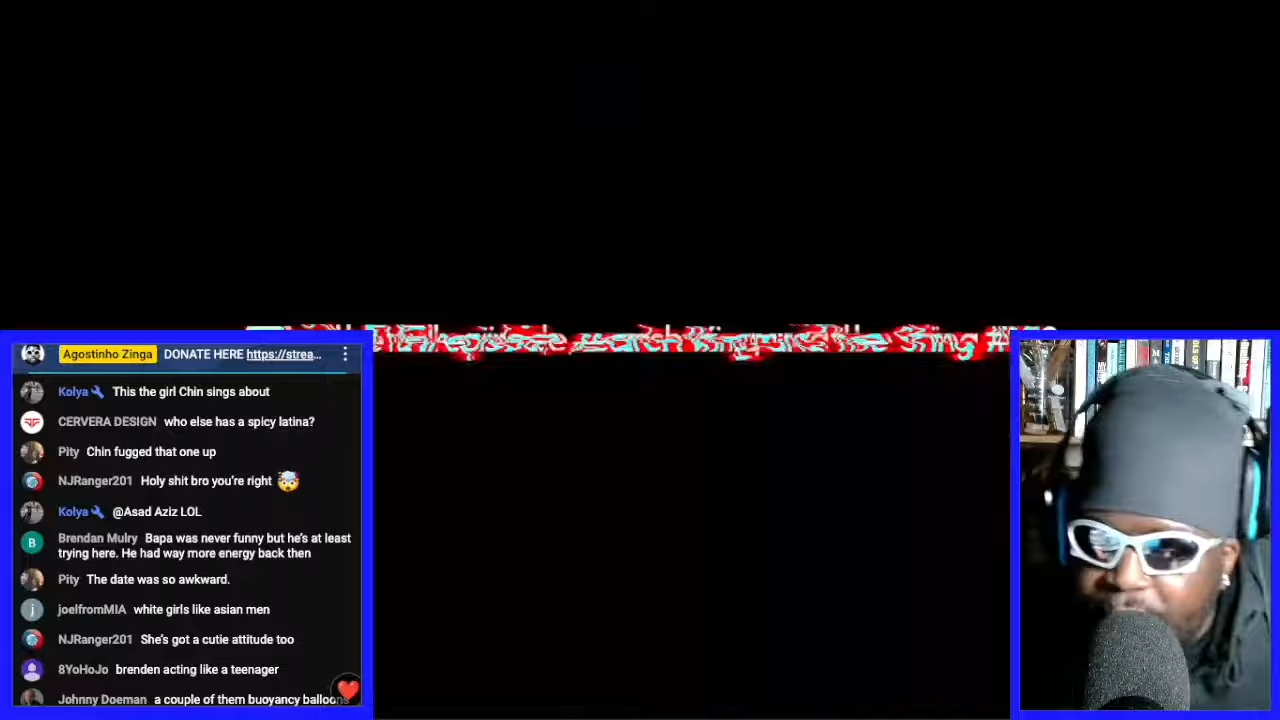 episode search Kingpin
Agostinho Zinga DONATE HERE https://strea...
Kolya This the girl Chin sings about
CERVERA DESIGN who else has a spicy latina?
Pity Chin fugged that one up
NJRanger201 Holy shit bro you're right 🤯
Kolya @Asad Aziz LOL
B Brendan Mulry Bapa was never funny but he's at least
trying here. He had way more energy back then
Pity The date was so awkward.
j joelfromMIA white girls like asian men
NJRanger201 She's got a cutie attitude too
8YoHoJo brenden acting like a teenager
Johnny Doeman a couple of them buoyancy balloons